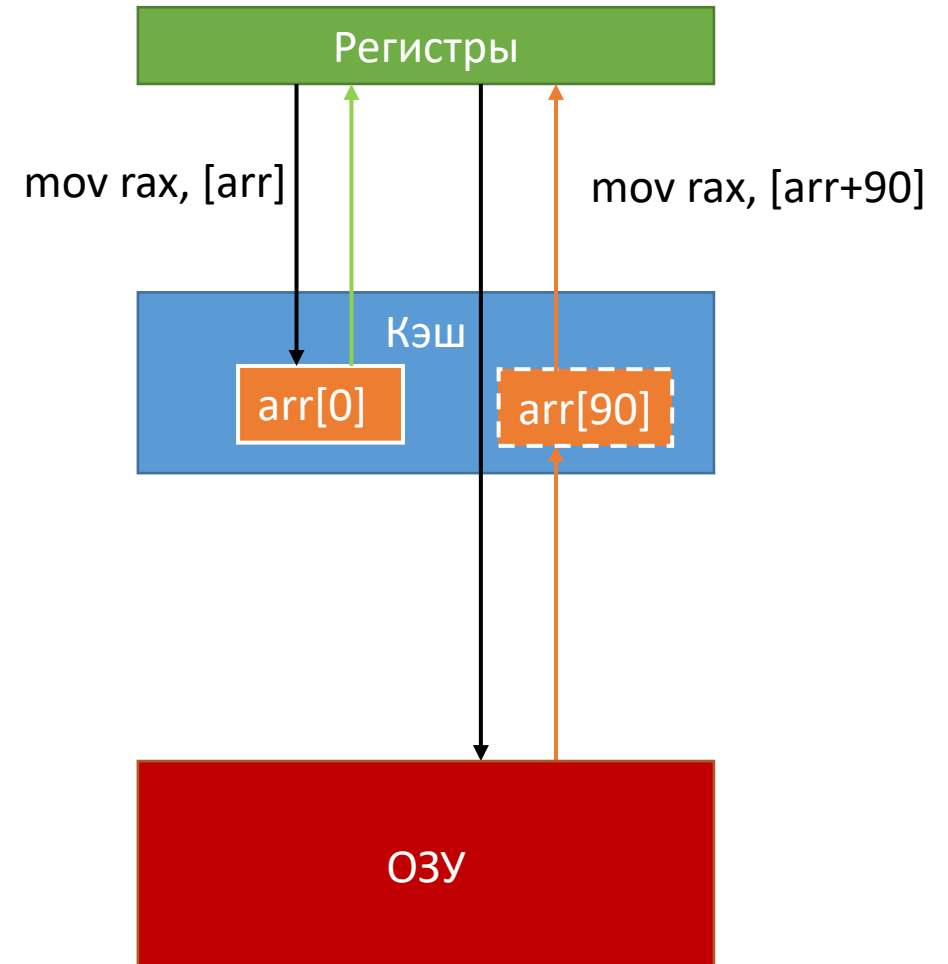 Регистры
mov rax, [arr]
mov rax, [arr+90]
Кэш
arr[0]
arr[90]
ОЗУ